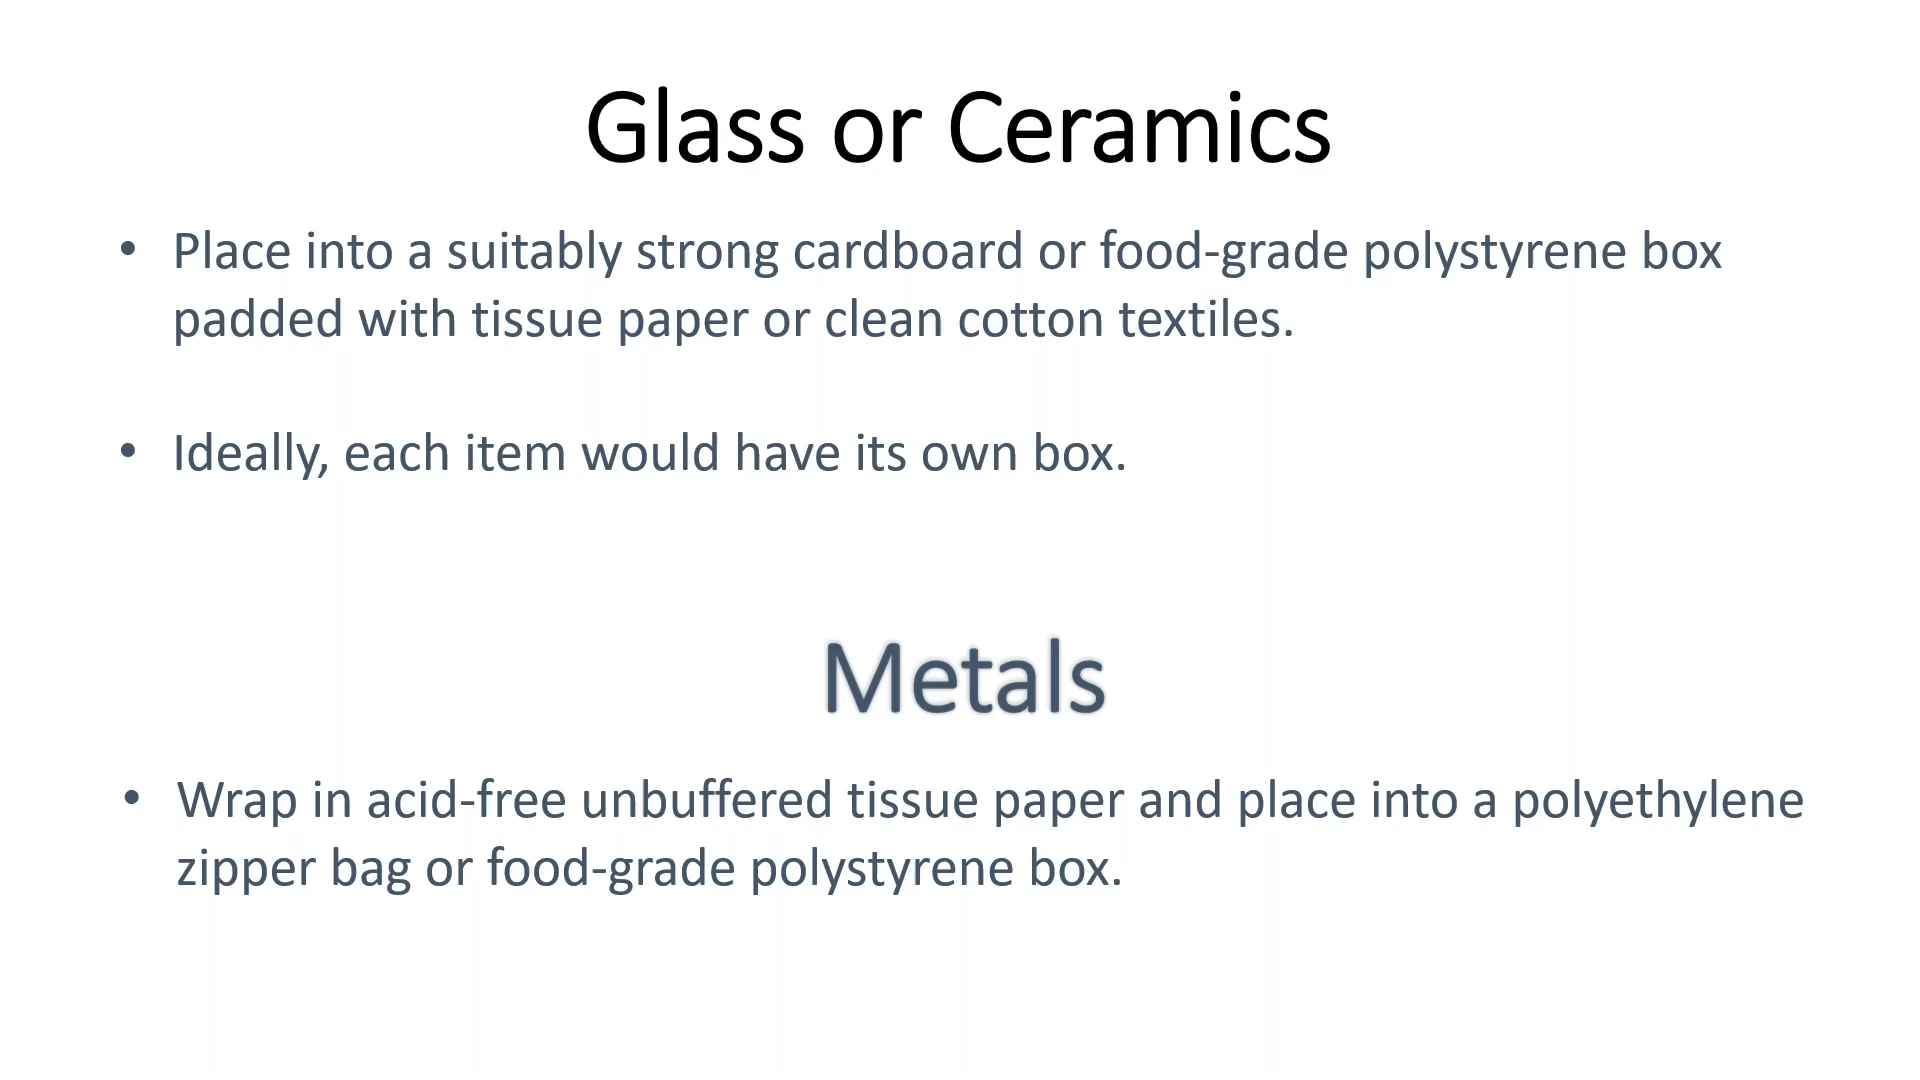 Glass or Ceramics
• Place into a suitably strong cardboard or food-grade polystyrene box
padded with tissue paper or clean cotton textiles.
• Ideally, each item would have its own box.
Metals
• Wrap in acid-free unbuffered tissue paper and place into a polyethylene
zipper bag or food-grade polystyrene box.